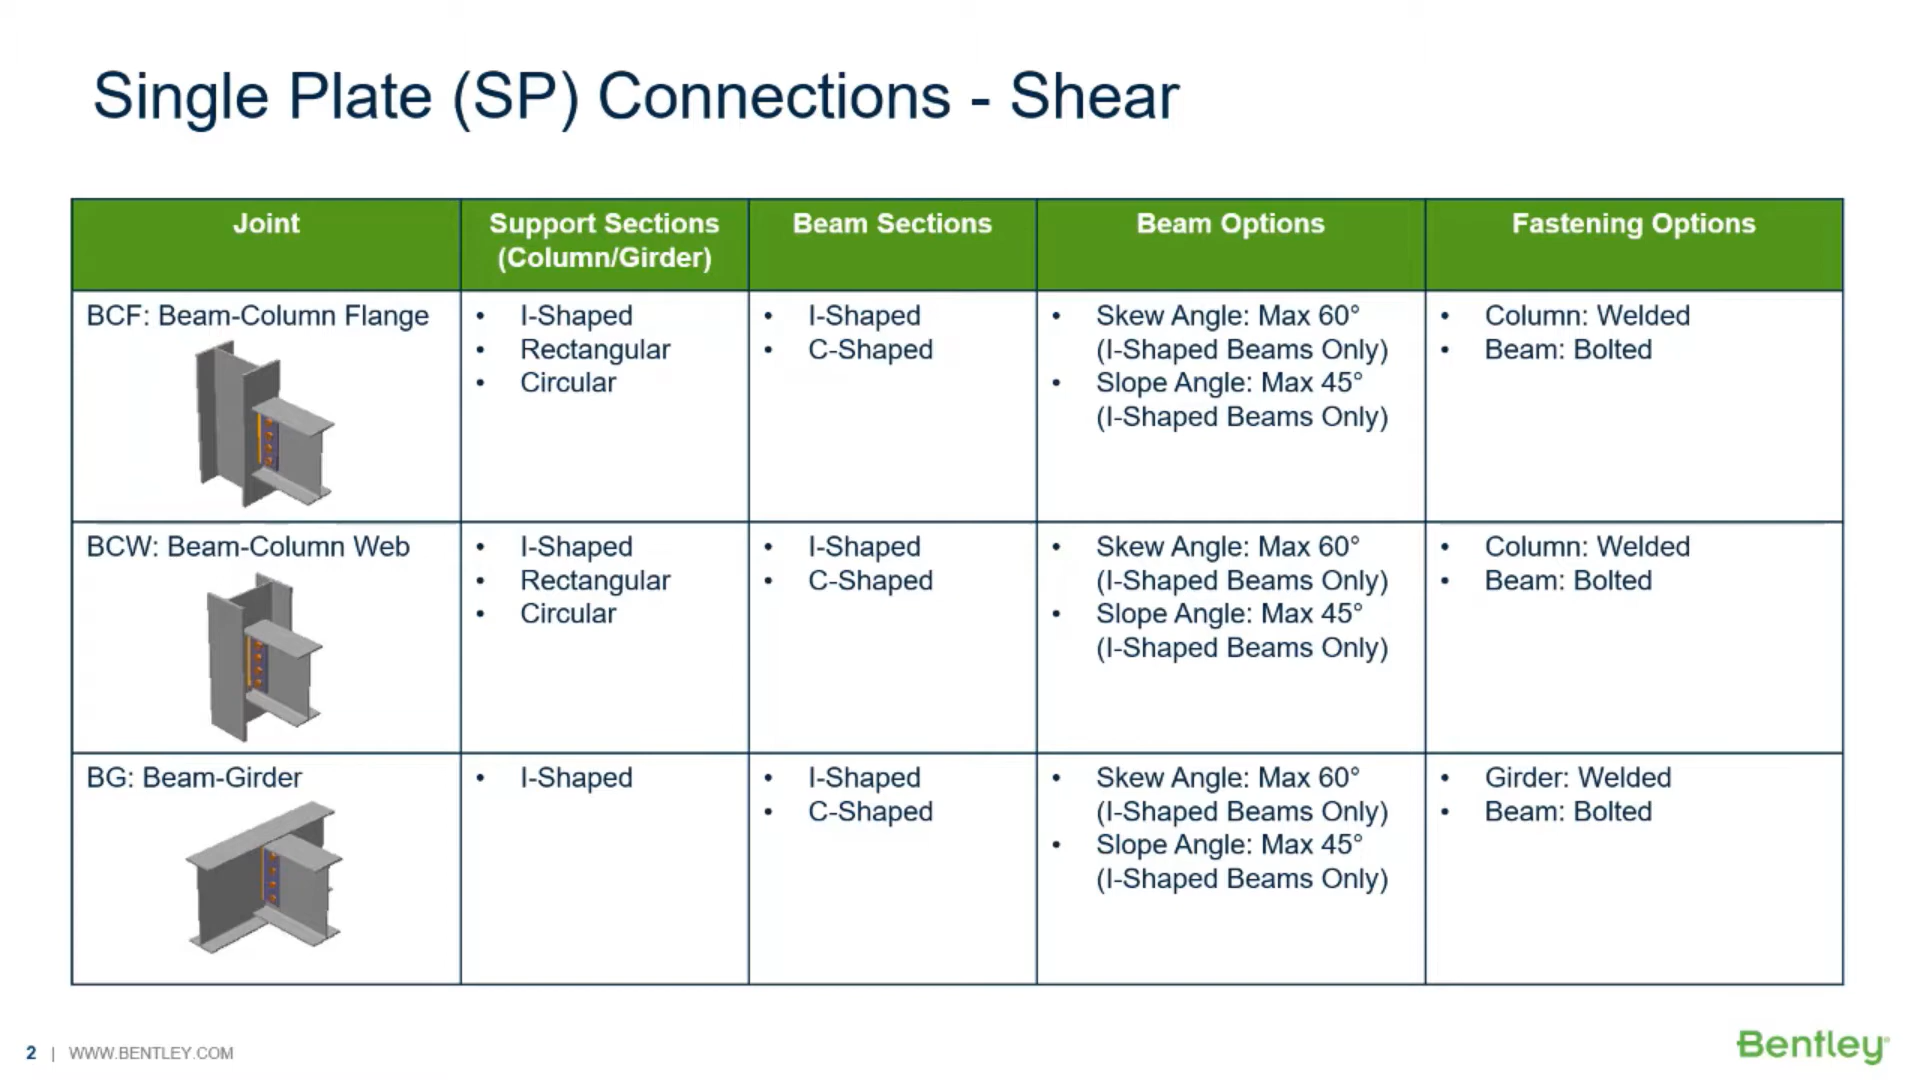 Single Plate (SP) Connections - Shear
Joint
Support Sections
(Column/Girder)
Beam Sections
Beam Options
Fastening Options
BCF: Beam-Column Flange
• I-Shaped
• Rectangular
• Circular
• I-Shaped
• C-Shaped
• Skew Angle: Max 60°
(I-Shaped Beams Only)
• Slope Angle: Max 45°
(I-Shaped Beams Only)
• Column: Welded
• Beam: Bolted
BCW: Beam-Column Web
• I-Shaped
• Rectangular
• Circular
• I-Shaped
• C-Shaped
• Skew Angle: Max 60°
(I-Shaped Beams Only)
• Slope Angle: Max 45°
(I-Shaped Beams Only)
• Column: Welded
• Beam: Bolted
BG: Beam-Girder
• I-Shaped
• I-Shaped
• C-Shaped
• Skew Angle: Max 60°
(I-Shaped Beams Only)
• Slope Angle: Max 45°
(I-Shaped Beams Only)
• Girder: Welded
• Beam: Bolted
2 | WWW.BENTLEY.COM
Bentley